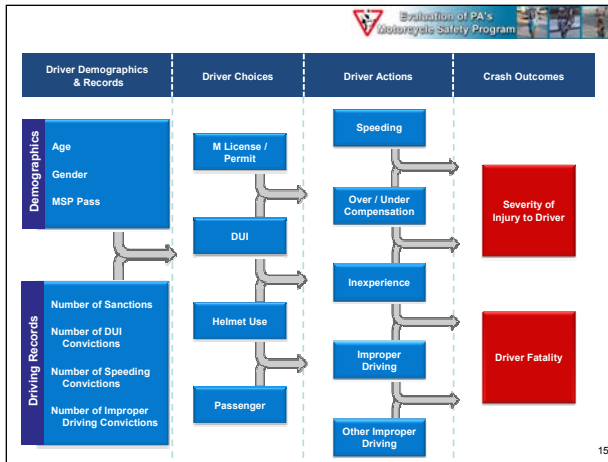 Evaluation of PA's
Motorcycle Safety Program
Driver Demographics
& Records
Driver Choices
Driver Actions
Crash Outcomes
Demographics
Age
Gender
MSP Pass
Driving Records
Number of Sanctions
Number of DUI
Convictions
Number of Speeding
Convictions
Number of Improper
Driving Convictions
M License /
Permit
DUI
Helmet Use
Passenger
Speeding
Over / Under
Compensation
Inexperience
Improper
Driving
Other Improper
Driving
Severity of
Injury to Driver
Driver Fatality
15